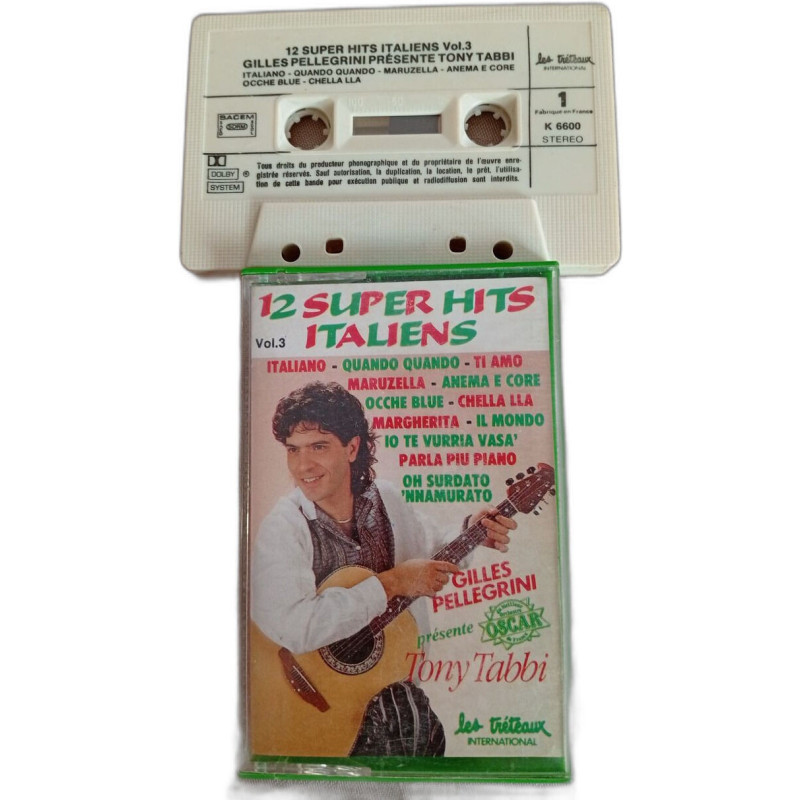 12 SUPER HITS ITALIENS Vol.3
GILLES PELLEGRINI PRÉSENTE TONY TABBI
ITALIANO - QUANDO QUANDO - MARUZELLA - ANEMA E CORE
OCCHE BLUE - CHELLA LLA
les tréteaux
INTERNATIONAL
1
Fabriqué en France
K 6600
STEREO
SACEM
DOLBY
SYSTEM
Tous droits du producteur phonographique et du propriétaire de l'œuvre enre-
gistrée réservés. Sauf autorisation, la duplication, la location, le prêt, l'utilisa-
tion de cette bande pour exécution publique et radiodiffusion sont interdits.
12 SUPER HITS
ITALIENS
Vol.3
ITALIANO - QUANDO QUANDO - TI AMO
MARUZELLA - ANEMA E CORE
OCCHE BLUE - CHELLA LLA
MARGHERITA - IL MONDO
IO TE VURRIA VASA'
PARLA PIU PIANO
OH SURDATO
'NNAMURATO
GILLES
PELLEGRINI
présente
OSCAR
Tony Tabbi
les tréteaux
INTERNATIONAL